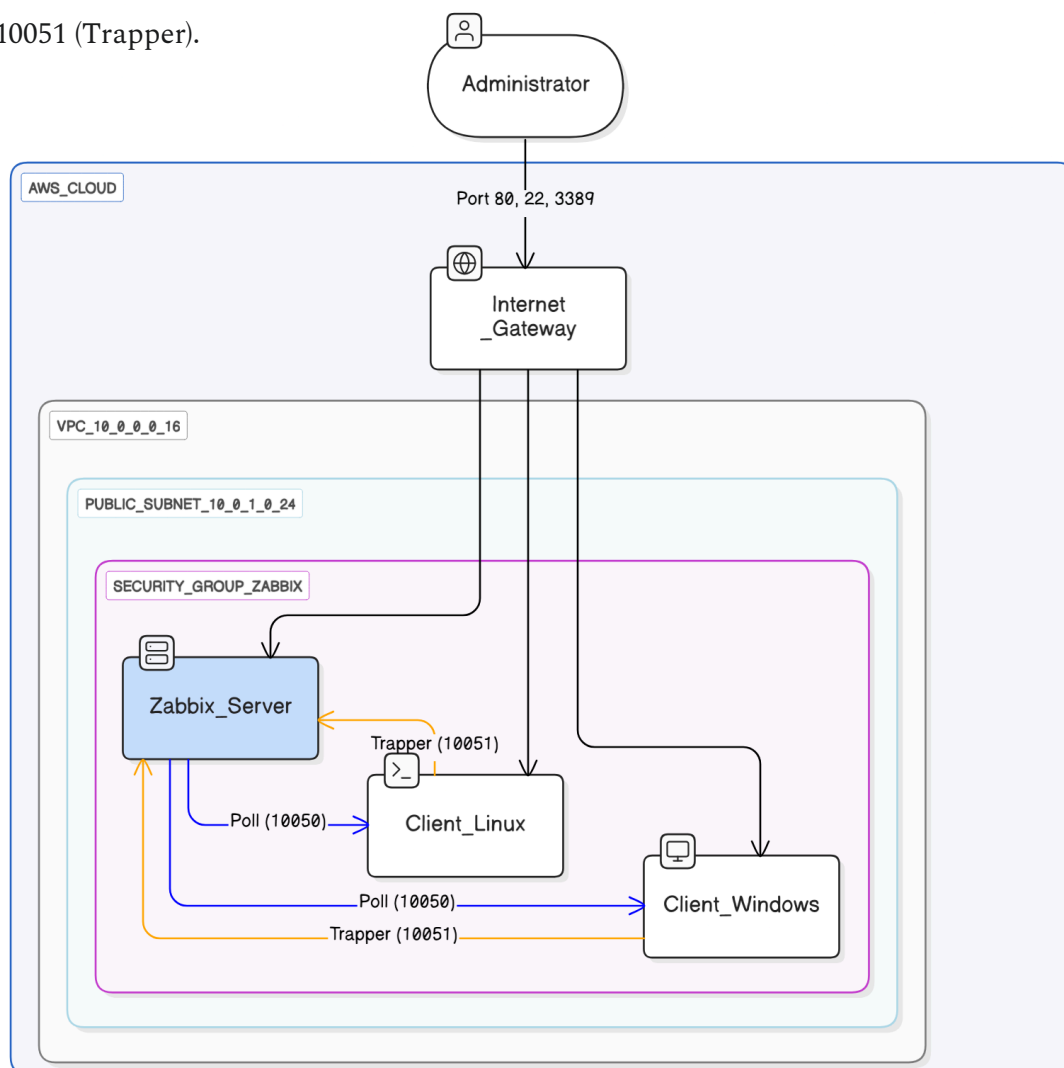 10051 (Trapper).
Administrator
AWS_CLOUD
Port 80, 22, 3389
Internet
_Gateway
VPC_10_0_0_0_16
PUBLIC_SUBNET_10_0_1_0_24
SECURITY_GROUP_ZABBIX
Zabbix_Server
Trapper (10051)
Poll (10050)
Client_Linux
Poll (10050)
Client_Windows
Trapper (10051)